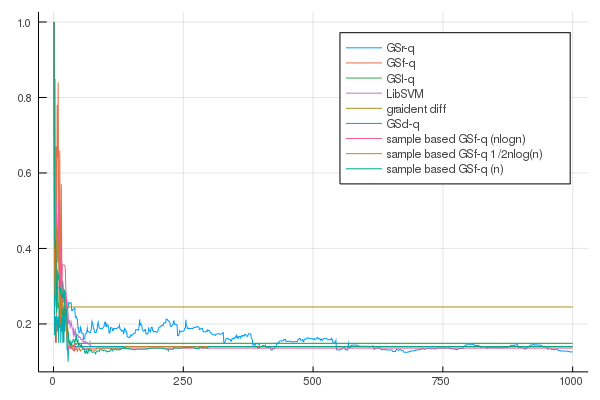 1.0
0.8
0.6
0.4
0.2
GSr-q
GSf-q
GSl-q
LibSVM
graident diff
GSd-q
sample based GSf-q (nlogn)
sample based GSf-q 1/2nlog(n)
sample based GSf-q (n)
0 250 500 750 1000